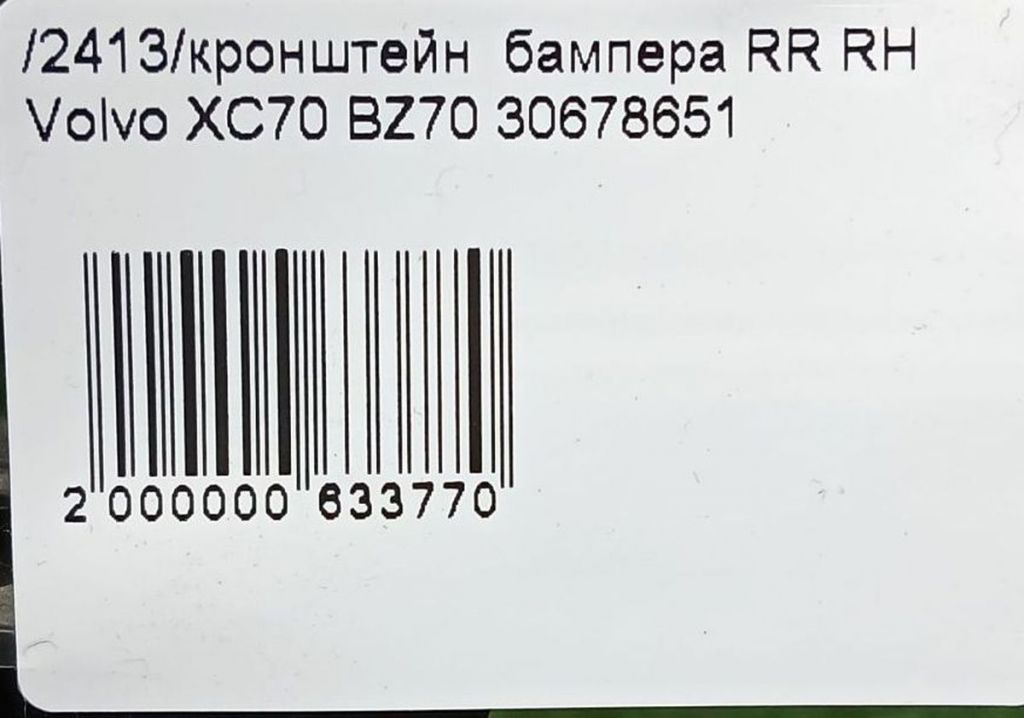 /2413/кронштейн бампера RR RH
Volvo XC70 BZ70 30678651
2 000000 633770